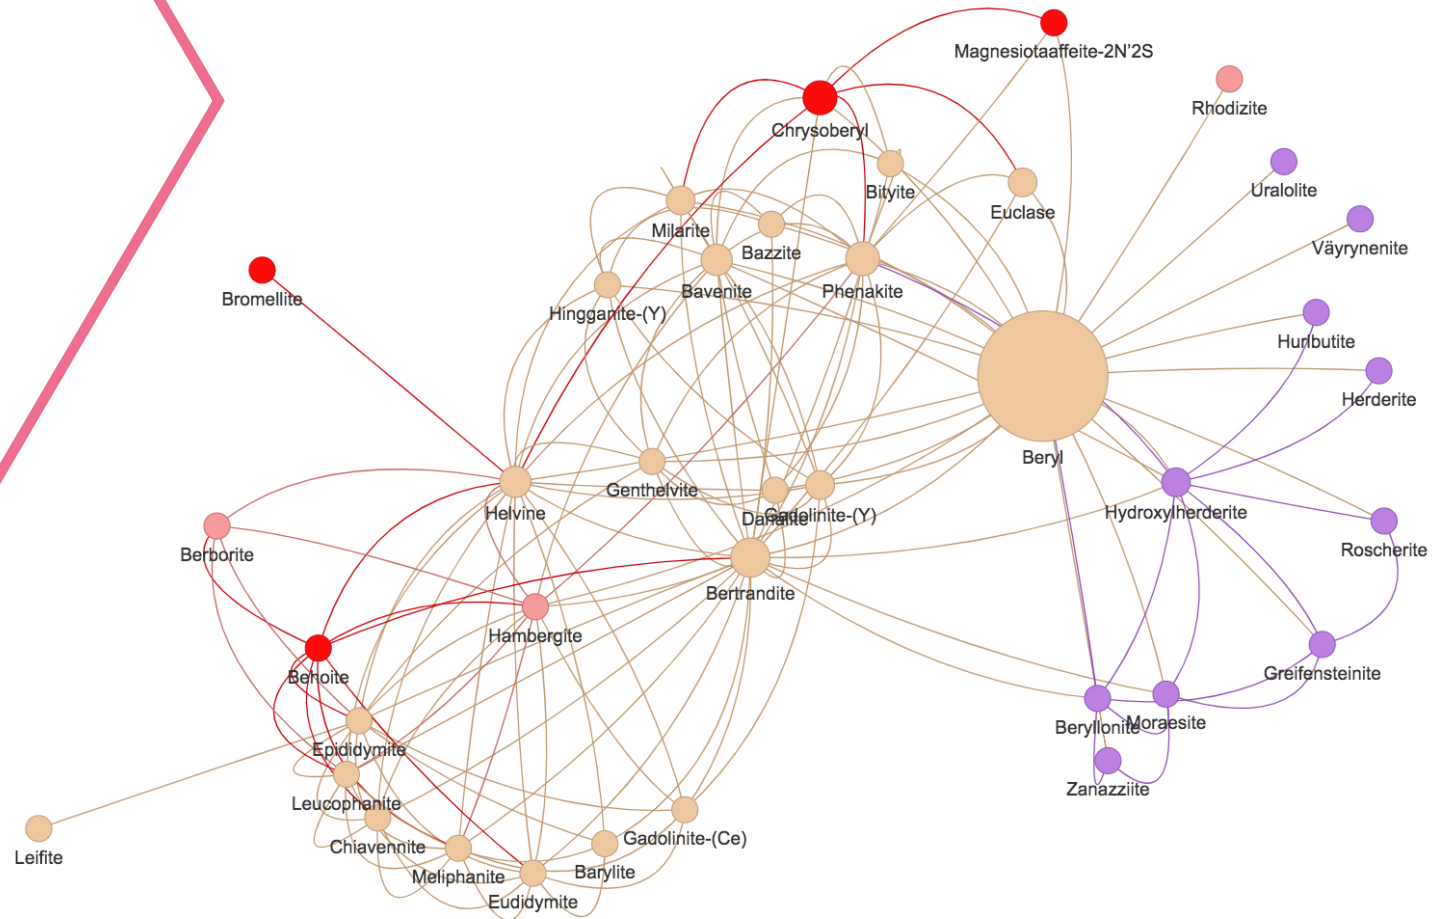 Magnesiotaaffeite-2N'2S
Rhodizite
Chrysoberyl
Uralolite
Bityite
Euclase
Milarite
Väyrynenite
Bazzite
Bromellite
Bavenite
Phenakite
Hingganite-(Y)
Hurlbutite
Herderite
Beryl
Genthelvite
Helvine
Danalite
Gadolinite-(Y)
Hydroxylherderite
Berborite
Roscherite
Bertrandite
Hambergite
Behoite
Greifensteinite
Beryllonite
Moraesite
Epididymite
Zanazziite
Leucophanite
Chiavennite
Gadolinite-(Ce)
Leifite
Meliphanite
Barylite
Eudidymite